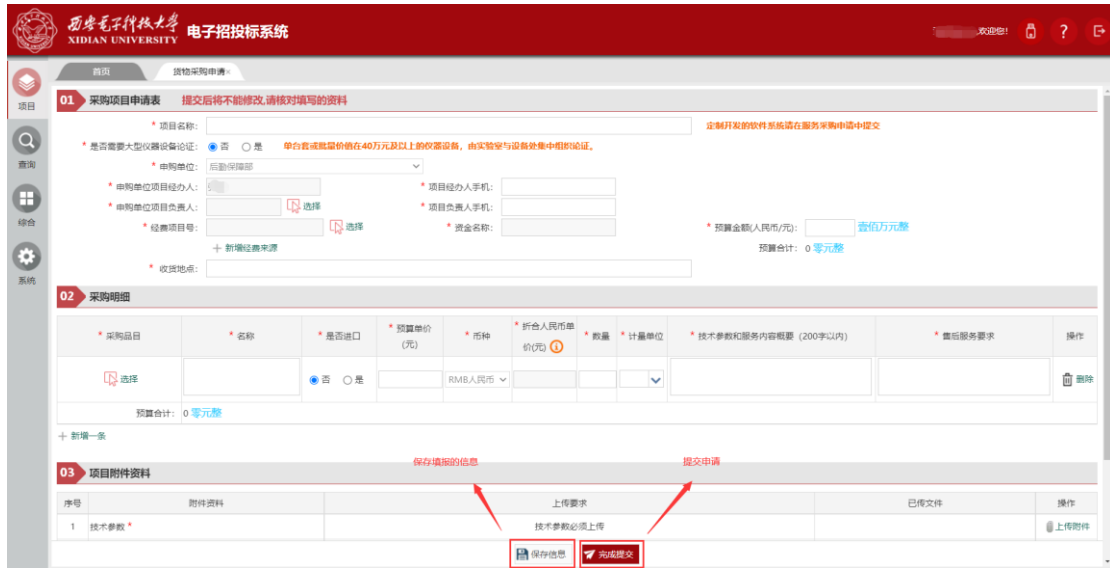 西安电子科技大学 电子招投标系统 欢迎您!
XIDIAN UNIVERSITY
首页 货物采购申请×
项目
查询
综合
系统
01 采购项目申请表 提交后将不能修改,请核对填写的资料
* 项目名称: 定制开发的软件系统请在服务采购申请中提交
* 是否需要大型仪器设备论证: 否 是 单台套或批量价值在40万元及以上的仪器设备，由实验室与设备处集中组织论证。
* 申购单位: 后勤保障部
* 申购单位项目经办人: * 项目经办人手机:
* 申购单位项目负责人: 选择 * 项目负责人手机:
* 经费项目号: 选择 * 资金名称: * 预算金额(人民币/元): 壹佰万元整
+ 新增经费来源 预算合计: 0 零元整
* 收货地点:
02 采购明细
* 采购品目 * 名称 * 是否进口 * 预算单价(元) * 币种 * 折合人民币单价(元) * 数量 * 计量单位 * 技术参数和服务内容概要 (200字以内) * 售后服务要求 操作
选择 否 是 RMB人民币 删除
预算合计: 0 零元整
+ 新增一条
保存填报的信息 提交申请
03 项目附件资料
序号 附件资料 上传要求 已传文件 操作
1 技术参数 * 技术参数必须上传 上传附件
保存信息 完成提交